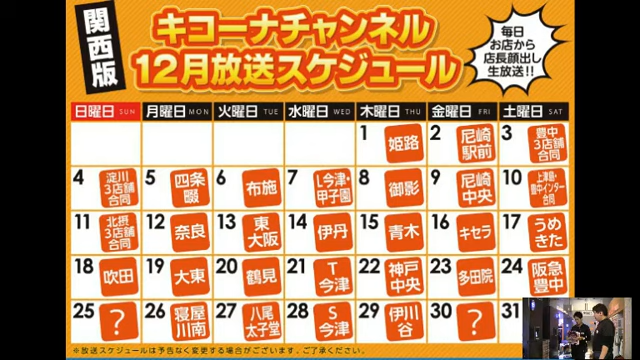 関西版
キコーナチャンネル
12月放送スケジュール
毎日
お店から
店長顔出し
生放送!!
日曜日 SUN 月曜日 MON 火曜日 TUE 水曜日 WED 木曜日 THU 金曜日 FRI 土曜日 SAT
1 姫路
2 尼崎
駅前
3 豊中
3店舗
合同
4 淀川
3店舗
合同
5 四条
畷
6 布施
7 L今津・
甲子園
8 御影
9 尼崎
中央
10 上津島・
豊中インター
合同
11 北摂
3店舗
合同
12 奈良
13 東
大阪
14 伊丹
15 青木
16 キセラ
17 うめ
きた
18 吹田
19 大東
20 鶴見
21 T
今津
22 神戸
中央
23 多田院
24 阪急
豊中
25 ?
26 寝屋
川南
27 八尾
太子堂
28 S
今津
29 伊川
谷
30 ?
31
※放送スケジュールは予告なく変更する場合がございます。ご了承ください。